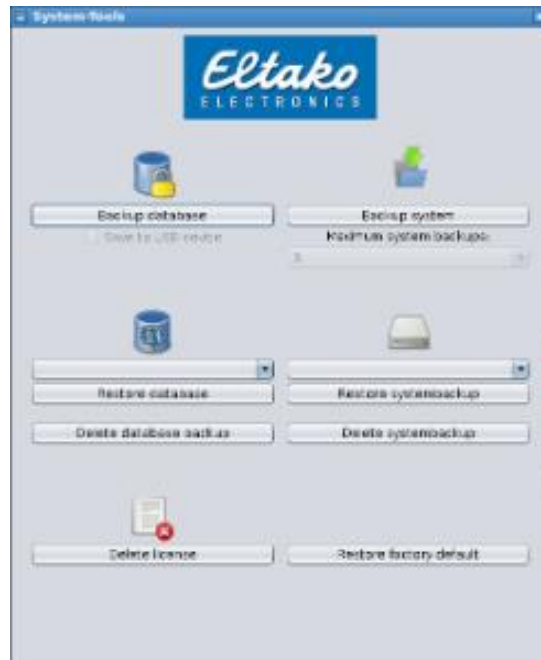 System-Tools
Eltako
ELECTRONICS
Backup database
Backup system
Save to USB device
Maximum system backups:
Restore database
Restore systembackup
Delete database backup
Delete systembackup
Delete license
Restore factory default